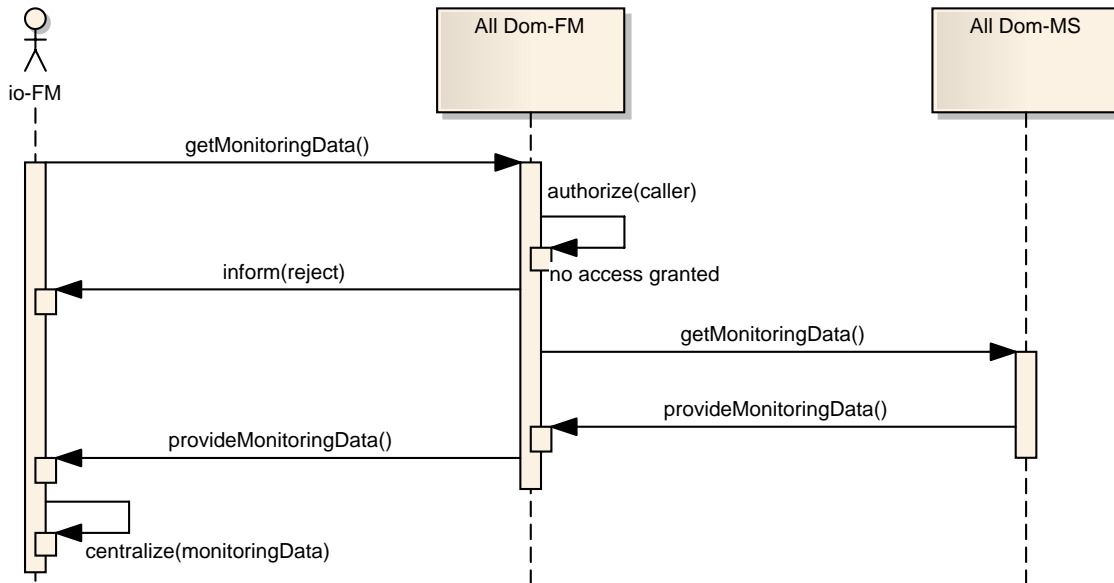 All Dom-FM
All Dom-MS
io-FM
getMonitoringData()
authorize(caller)
no access granted
inform(reject)
getMonitoringData()
provideMonitoringData()
provideMonitoringData()
centralize(monitoringData)